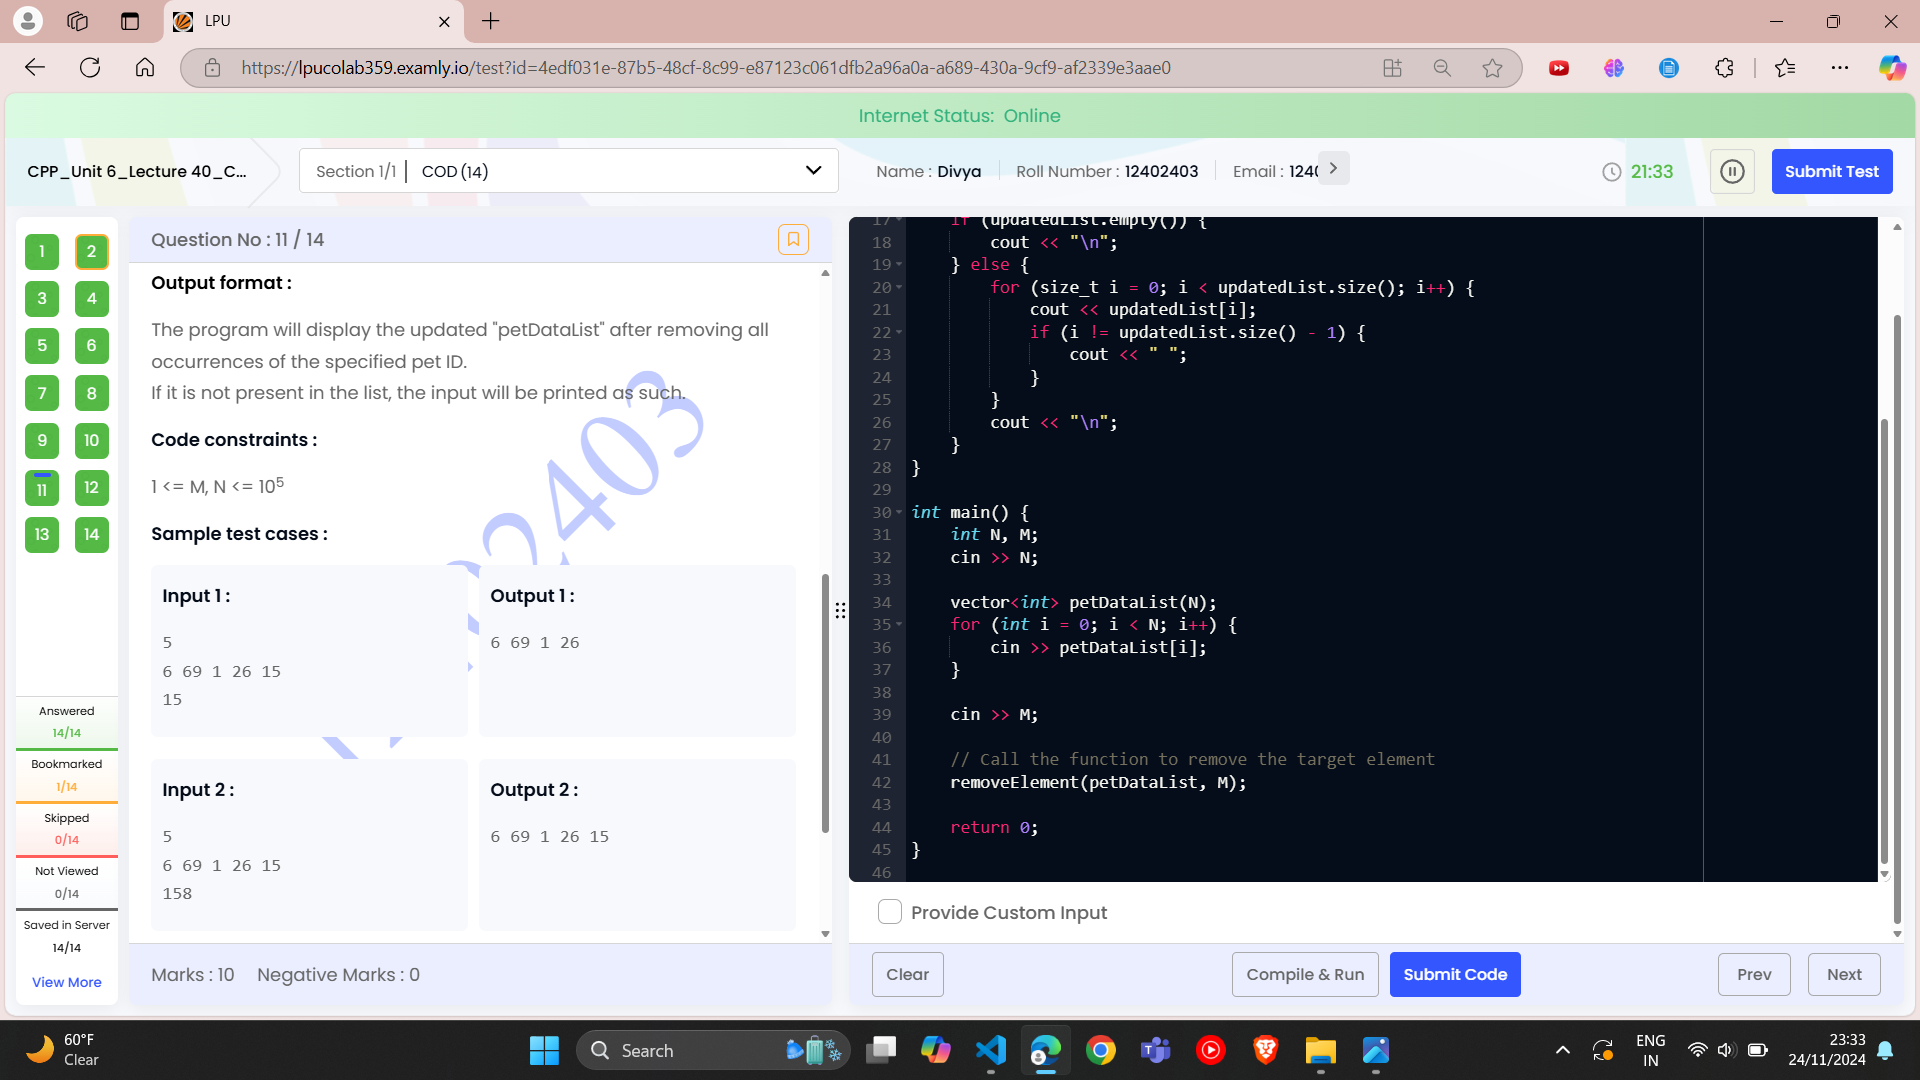 LPU
https://lpucolab359.examly.io/test?id=4edf031e-87b5-48cf-8c99-e87123c061dfb2a96a0a-a689-430a-9cf9-af2339e3aae0
Internet Status: Online
CPP_Unit 6_Lecture 40_C...
Section 1/1 | COD (14)
Name : Divya
Roll Number : 12402403
Email : 1240
21:33
Submit Test
1 2
3 4
5 6
7 8
9 10
11 12
13 14
Answered
14/14
Bookmarked
1/14
Skipped
0/14
Not Viewed
0/14
Saved in Server
14/14
View More
Question No : 11 / 14
Output format :
The program will display the updated "petDataList" after removing all
occurrences of the specified pet ID.
If it is not present in the list, the input will be printed as such.
Code constraints :
1 <= M, N <= 10⁵
Sample test cases :
Input 1 :
5
6 69 1 26 15
15
Output 1 :
6 69 1 26
Input 2 :
5
6 69 1 26 15
158
Output 2 :
6 69 1 26 15
Marks : 10 Negative Marks : 0
17 if (updatedList.empty()) {
18 cout << "\n";
19 } else {
20 for (size_t i = 0; i < updatedList.size(); i++) {
21 cout << updatedList[i];
22 if (i != updatedList.size() - 1) {
23 cout << " ";
24 }
25 }
26 cout << "\n";
27 }
28 }
29
30 int main() {
31 int N, M;
32 cin >> N;
33
34 vector<int> petDataList(N);
35 for (int i = 0; i < N; i++) {
36 cin >> petDataList[i];
37 }
38
39 cin >> M;
40
41 // Call the function to remove the target element
42 removeElement(petDataList, M);
43
44 return 0;
45 }
46
Provide Custom Input
Clear
Compile & Run
Submit Code
Prev
Next
60°F
Clear
Search
ENG
IN
23:33
24/11/2024